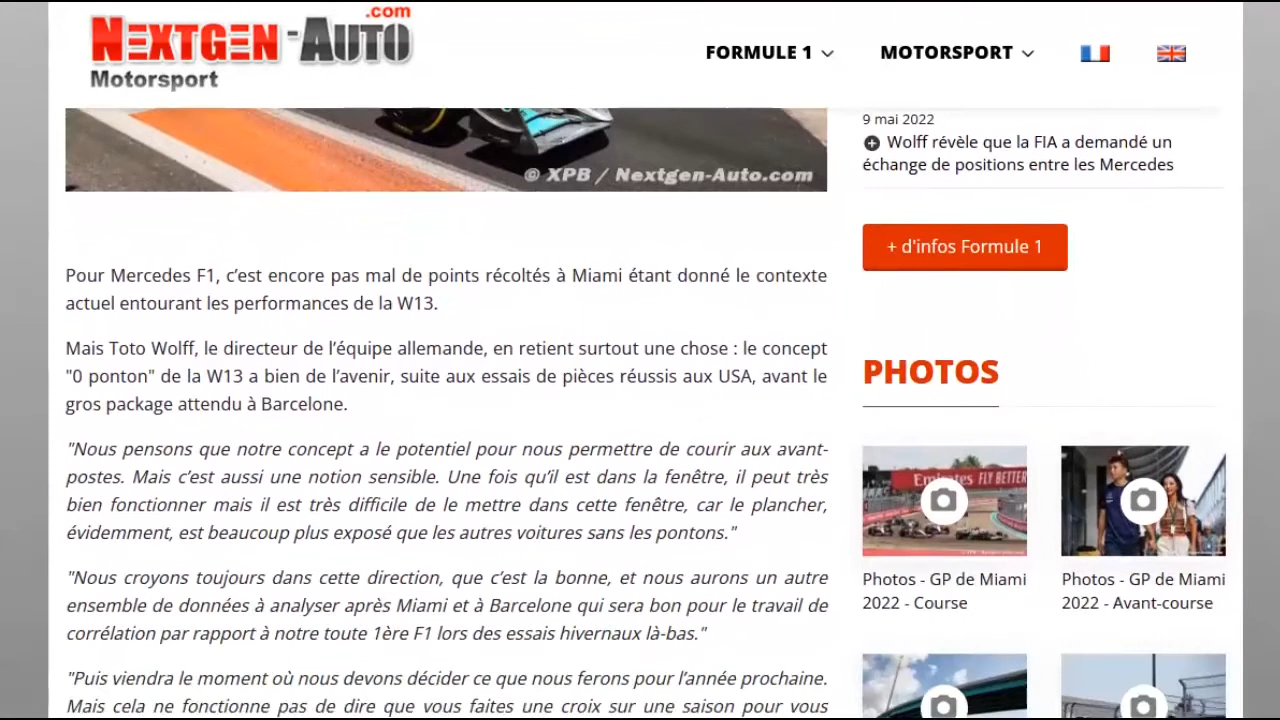 NEXTGEN-AUTO
.com
Motorsport
FORMULE 1
MOTORSPORT
© XPB / Nextgen-Auto.com
Pour Mercedes F1, c’est encore pas mal de points récoltés à Miami étant donné le contexte
actuel entourant les performances de la W13.
Mais Toto Wolff, le directeur de l’équipe allemande, en retient surtout une chose : le concept
"0 ponton" de la W13 a bien de l’avenir, suite aux essais de pièces réussis aux USA, avant le
gros package attendu à Barcelone.
"Nous pensons que notre concept a le potentiel pour nous permettre de courir aux avant-
postes. Mais c’est aussi une notion sensible. Une fois qu’il est dans la fenêtre, il peut très
bien fonctionner mais il est très difficile de le mettre dans cette fenêtre, car le plancher,
évidemment, est beaucoup plus exposé que les autres voitures sans les pontons."
"Nous croyons toujours dans cette direction, que c’est la bonne, et nous aurons un autre
ensemble de données à analyser après Miami et à Barcelone qui sera bon pour le travail de
corrélation par rapport à notre toute 1ère F1 lors des essais hivernaux là-bas."
"Puis viendra le moment où nous devons décider ce que nous ferons pour l’année prochaine.
Mais cela ne fonctionne pas de dire que vous faites une croix sur une saison pour vous
9 mai 2022
Wolff révèle que la FIA a demandé un
échange de positions entre les Mercedes
+ d'infos Formule 1
PHOTOS
Emirates FLY BETTER
Photos - GP de Miami
2022 - Course
Photos - GP de Miami
2022 - Avant-course